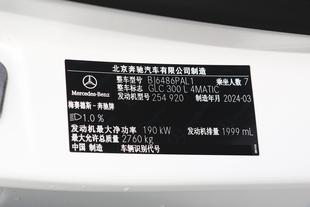 北京奔驰汽车有限公司制造
整车型号 BJ6486PAL1 乘坐人数 7
整车标志 GLC 300 L 4MATIC
发动机型号 254 920 制造年月 2024-03
Mercedes-Benz
梅赛德斯-奔驰牌
1.0 %
发动机最大净功率 190 kW 发动机排量 1999 mL
最大允许总质量 2760 kg
中国 制造 车辆识别代号